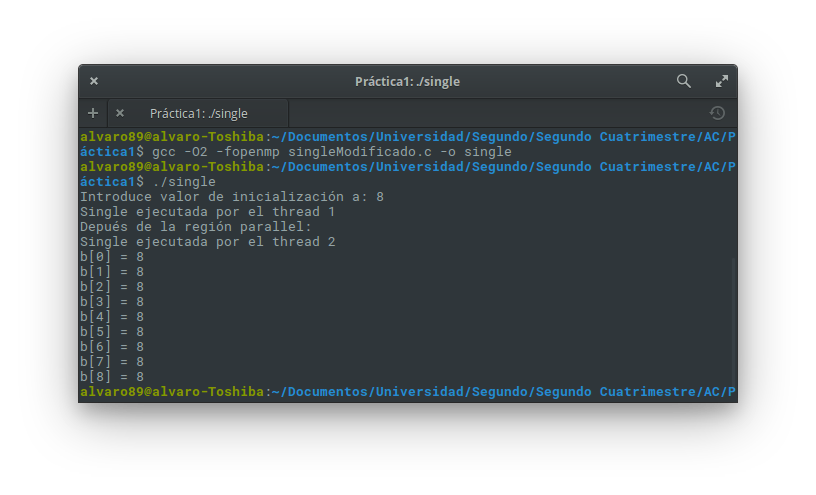 Práctica1: ./single
Práctica1: ./single
alvaro89@alvaro-Toshiba:~/Documentos/Universidad/Segundo/Segundo Cuatrimestre/AC/P
áctica1$ gcc -O2 -fopenmp singleModificado.c -o single
alvaro89@alvaro-Toshiba:~/Documentos/Universidad/Segundo/Segundo Cuatrimestre/AC/P
áctica1$ ./single
Introduce valor de inicialización a: 8
Single ejecutada por el thread 1
Depués de la región parallel:
Single ejecutada por el thread 2
b[0] = 8
b[1] = 8
b[2] = 8
b[3] = 8
b[4] = 8
b[5] = 8
b[6] = 8
b[7] = 8
b[8] = 8
alvaro89@alvaro-Toshiba:~/Documentos/Universidad/Segundo/Segundo Cuatrimestre/AC/P